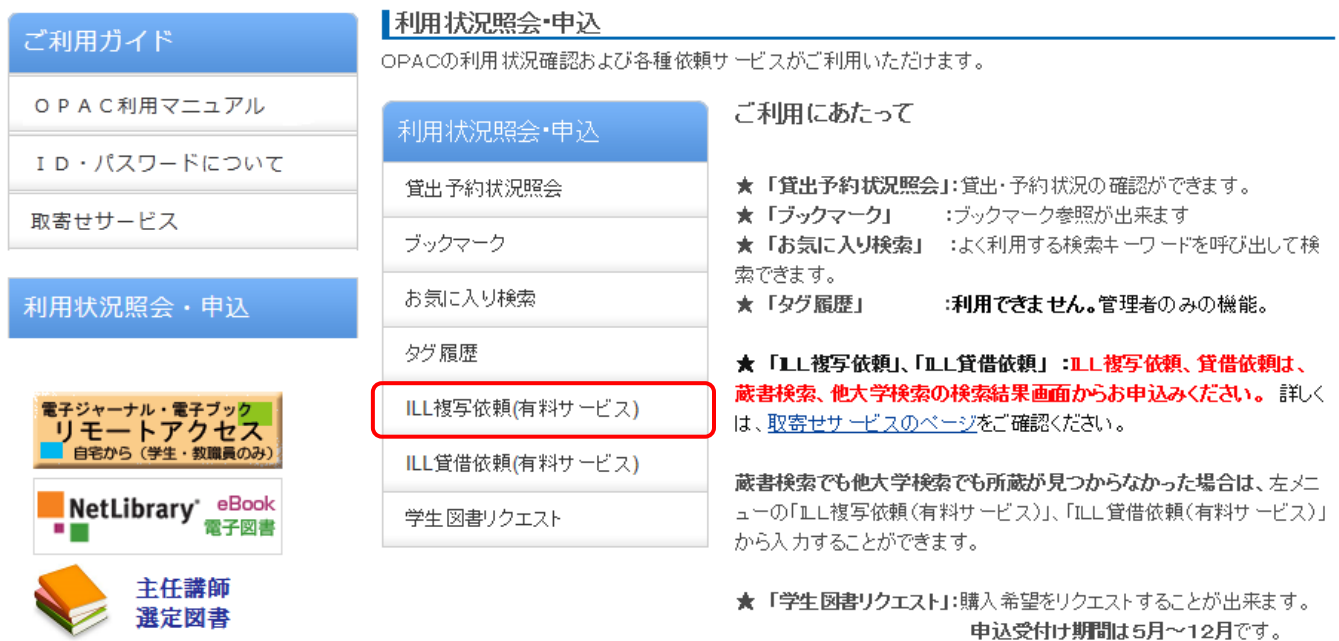 ご利用ガイド
OPAC利用マニュアル
ID・パスワードについて
取寄せサービス
利用状況照会・申込
電子ジャーナル・電子ブック
リモートアクセス
自宅から（学生・教職員のみ）
NetLibrary® eBook
電子図書
主任講師
選定図書
利用状況照会・申込
OPACの利用状況確認および各種依頼サービスがご利用いただけます。
利用状況照会・申込
貸出予約状況照会
ブックマーク
お気に入り検索
タグ履歴
ILL複写依頼(有料サービス)
ILL貸借依頼(有料サービス)
学生図書リクエスト
ご利用にあたって
★「貸出予約状況照会」:貸出・予約状況の確認ができます。
★「ブックマーク」　　:ブックマーク参照が出来ます
★「お気に入り検索」　:よく利用する検索キーワードを呼び出して検
索できます。
★「タグ履歴」　　　　:利用できません。管理者のみの機能。
★「ILL複写依頼」、「ILL貸借依頼」:ILL複写依頼、貸借依頼は、
蔵書検索、他大学検索の検索結果画面からお申込みください。 詳しく
は、取寄せサービスのページをご確認ください。
蔵書検索でも他大学検索でも所蔵が見つからなかった場合は、左メニ
ューの「ILL複写依頼(有料サービス)」、「ILL貸借依頼(有料サービス)」
から入力することができます。
★「学生図書リクエスト」:購入希望をリクエストすることが出来ます。
申込受付け期間は5月～12月です。